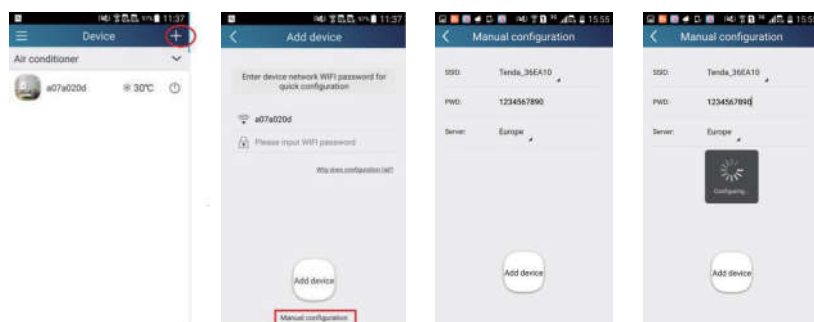 11:37
Device
Air conditioner
a07a020d
30℃
11:37
Add device
Enter device network WIFI password for
quick configuration
a07a020d
Please input WIFI password
Why does configuration fail?
Add device
Manual configuration
15:55
Manual configuration
SSID:
Tenda_36EA10
PWD:
1234567890
Server:
Europe
Add device
15:55
Manual configuration
SSID:
Tenda_36EA10
PWD:
1234567890
Server:
Europe
Configuring...
Add device